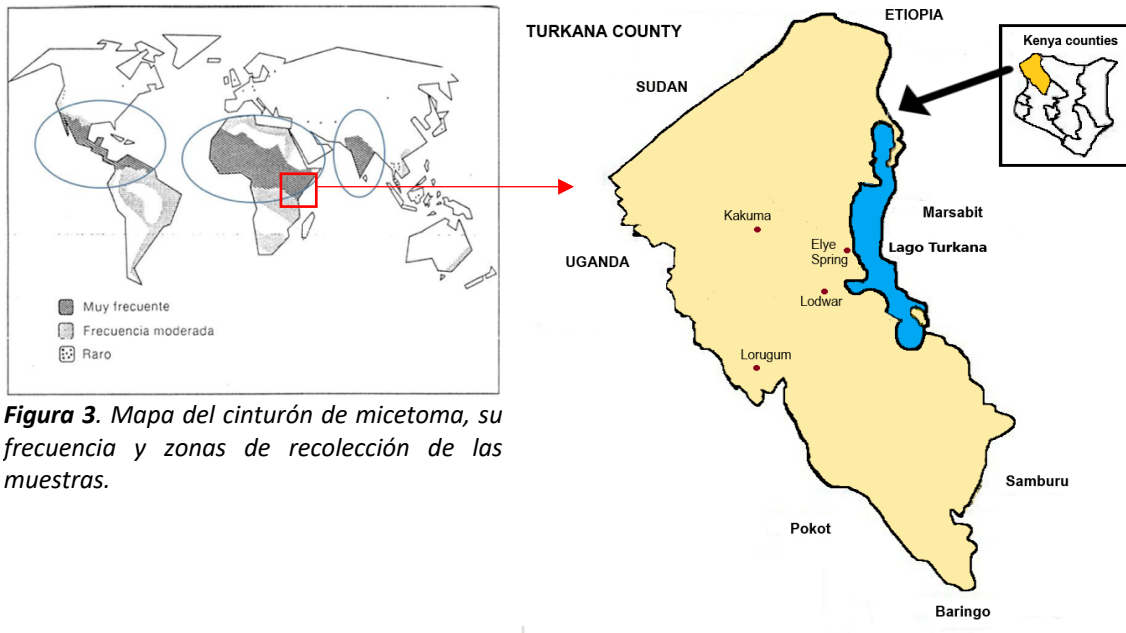 Muy frecuente
Frecuencia moderada
Raro
Figura 3. Mapa del cinturón de micetoma, su
frecuencia y zonas de recolección de las
muestras.
TURKANA COUNTY
ETIOPIA
Kenya counties
SUDAN
Marsabit
Kakuma
Elye
Spring
Lago Turkana
UGANDA
Lodwar
Lorugum
Samburu
Pokot
Baringo